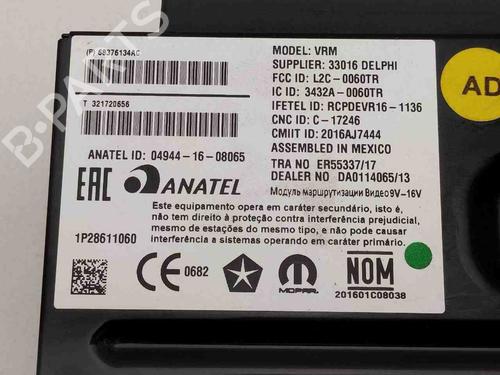 (P) 68376134AC
T 321720656
ANATEL ID: 04944-16-08065
EAC ANATEL
MODEL: VRM
SUPPLIER: 33016 DELPHI
FCC ID: L2C-0060TR
IC ID: 3432A-0060TR
IFETEL ID: RCPDEVR16-1136
CNC ID: C-17246
CMIIT ID: 2016AJ7444
ASSEMBLED IN MEXICO
TRA NO ER55337/17
DEALER NO DA0114065/13
Модуль маршрутизации Видео 9V-16V
Este equipamento opera em caráter secundário, isto é,
não tem direito à proteção contra interferência prejudicial,
mesmo de estações do mesmo tipo, e não pode causar
interferência a sistemas operando em caráter primário.
1P28611060
CE 0682
MOPAR
NOM
201601C08038
AD
B-PARTS